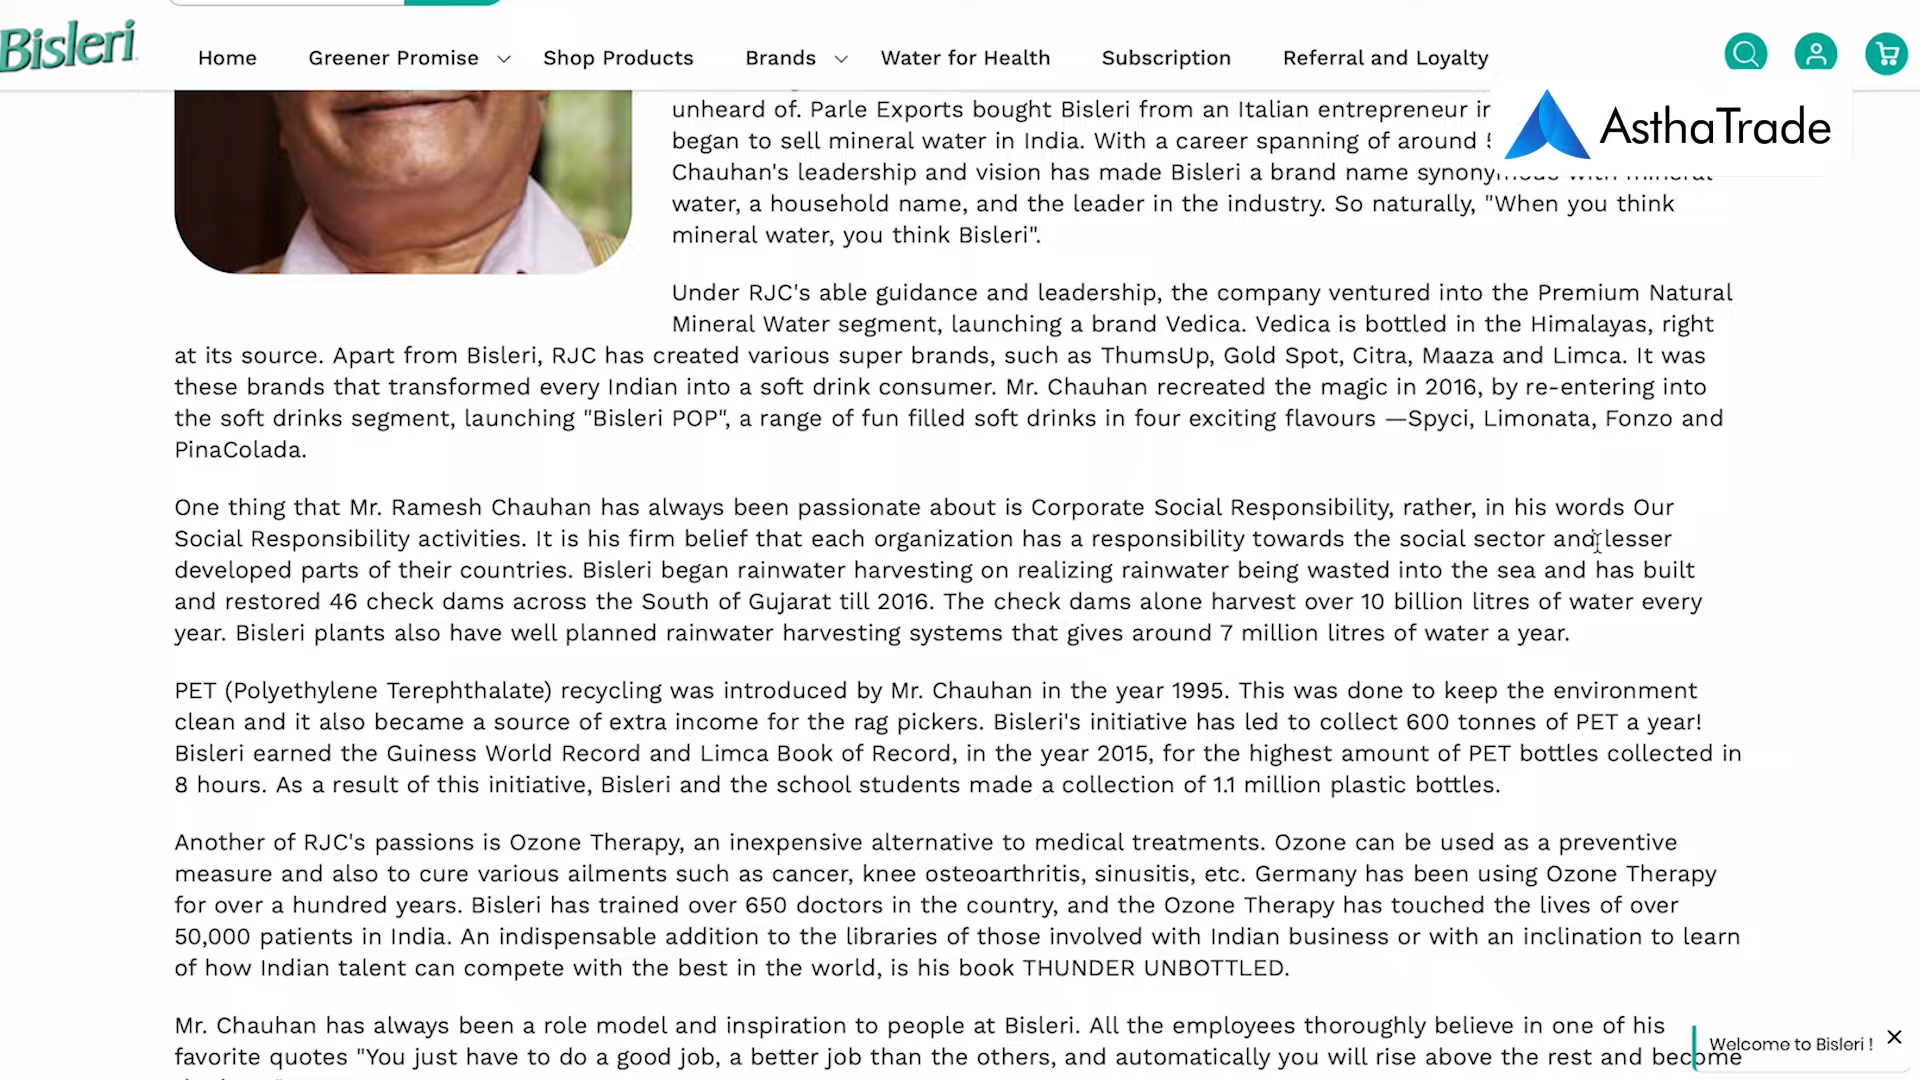 Bisleri
Home Greener Promise Shop Products Brands Water for Health Subscription Referral and Loyalty
AsthaTrade
unheard of. Parle Exports bought Bisleri from an Italian entrepreneur in
began to sell mineral water in India. With a career spanning of around
Chauhan's leadership and vision has made Bisleri a brand name synonymous with mineral
water, a household name, and the leader in the industry. So naturally, "When you think
mineral water, you think Bisleri".
Under RJC's able guidance and leadership, the company ventured into the Premium Natural
Mineral Water segment, launching a brand Vedica. Vedica is bottled in the Himalayas, right
at its source. Apart from Bisleri, RJC has created various super brands, such as ThumsUp, Gold Spot, Citra, Maaza and Limca. It was
these brands that transformed every Indian into a soft drink consumer. Mr. Chauhan recreated the magic in 2016, by re-entering into
the soft drinks segment, launching "Bisleri POP", a range of fun filled soft drinks in four exciting flavours —Spyci, Limonata, Fonzo and
PinaColada.
One thing that Mr. Ramesh Chauhan has always been passionate about is Corporate Social Responsibility, rather, in his words Our
Social Responsibility activities. It is his firm belief that each organization has a responsibility towards the social sector and lesser
developed parts of their countries. Bisleri began rainwater harvesting on realizing rainwater being wasted into the sea and has built
and restored 46 check dams across the South of Gujarat till 2016. The check dams alone harvest over 10 billion litres of water every
year. Bisleri plants also have well planned rainwater harvesting systems that gives around 7 million litres of water a year.
PET (Polyethylene Terephthalate) recycling was introduced by Mr. Chauhan in the year 1995. This was done to keep the environment
clean and it also became a source of extra income for the rag pickers. Bisleri's initiative has led to collect 600 tonnes of PET a year!
Bisleri earned the Guiness World Record and Limca Book of Record, in the year 2015, for the highest amount of PET bottles collected in
8 hours. As a result of this initiative, Bisleri and the school students made a collection of 1.1 million plastic bottles.
Another of RJC's passions is Ozone Therapy, an inexpensive alternative to medical treatments. Ozone can be used as a preventive
measure and also to cure various ailments such as cancer, knee osteoarthritis, sinusitis, etc. Germany has been using Ozone Therapy
for over a hundred years. Bisleri has trained over 650 doctors in the country, and the Ozone Therapy has touched the lives of over
50,000 patients in India. An indispensable addition to the libraries of those involved with Indian business or with an inclination to learn
of how Indian talent can compete with the best in the world, is his book THUNDER UNBOTTLED.
Mr. Chauhan has always been a role model and inspiration to people at Bisleri. All the employees thoroughly believe in one of his
favorite quotes "You just have to do a good job, a better job than the others, and automatically you will rise above the rest and become
Welcome to Bisleri !